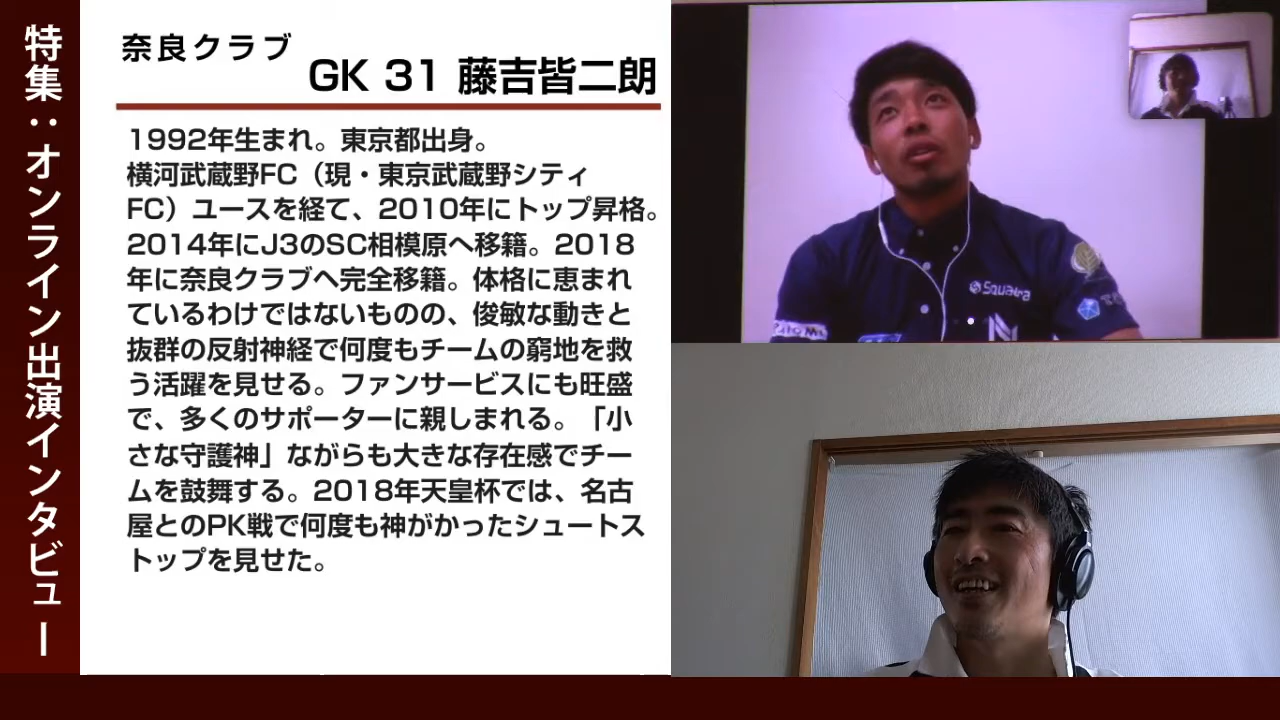 特集：オンライン出演インタビュー
奈良クラブ
GK 31 藤吉皆二朗
1992年生まれ。東京都出身。
横河武蔵野FC（現・東京武蔵野シティ
FC）ユースを経て、2010年にトップ昇格。
2014年にJ3のSC相模原へ移籍。2018
年に奈良クラブへ完全移籍。体格に恵まれ
ているわけではないものの、俊敏な動きと
抜群の反射神経で何度もチームの窮地を救
う活躍を見せる。ファンサービスにも旺盛
で、多くのサポーターに親しまれる。「小
さな守護神」ながらも大きな存在感でチー
ムを鼓舞する。2018年天皇杯では、名古
屋とのPK戦で何度も神がかったシュートス
トップを見せた。